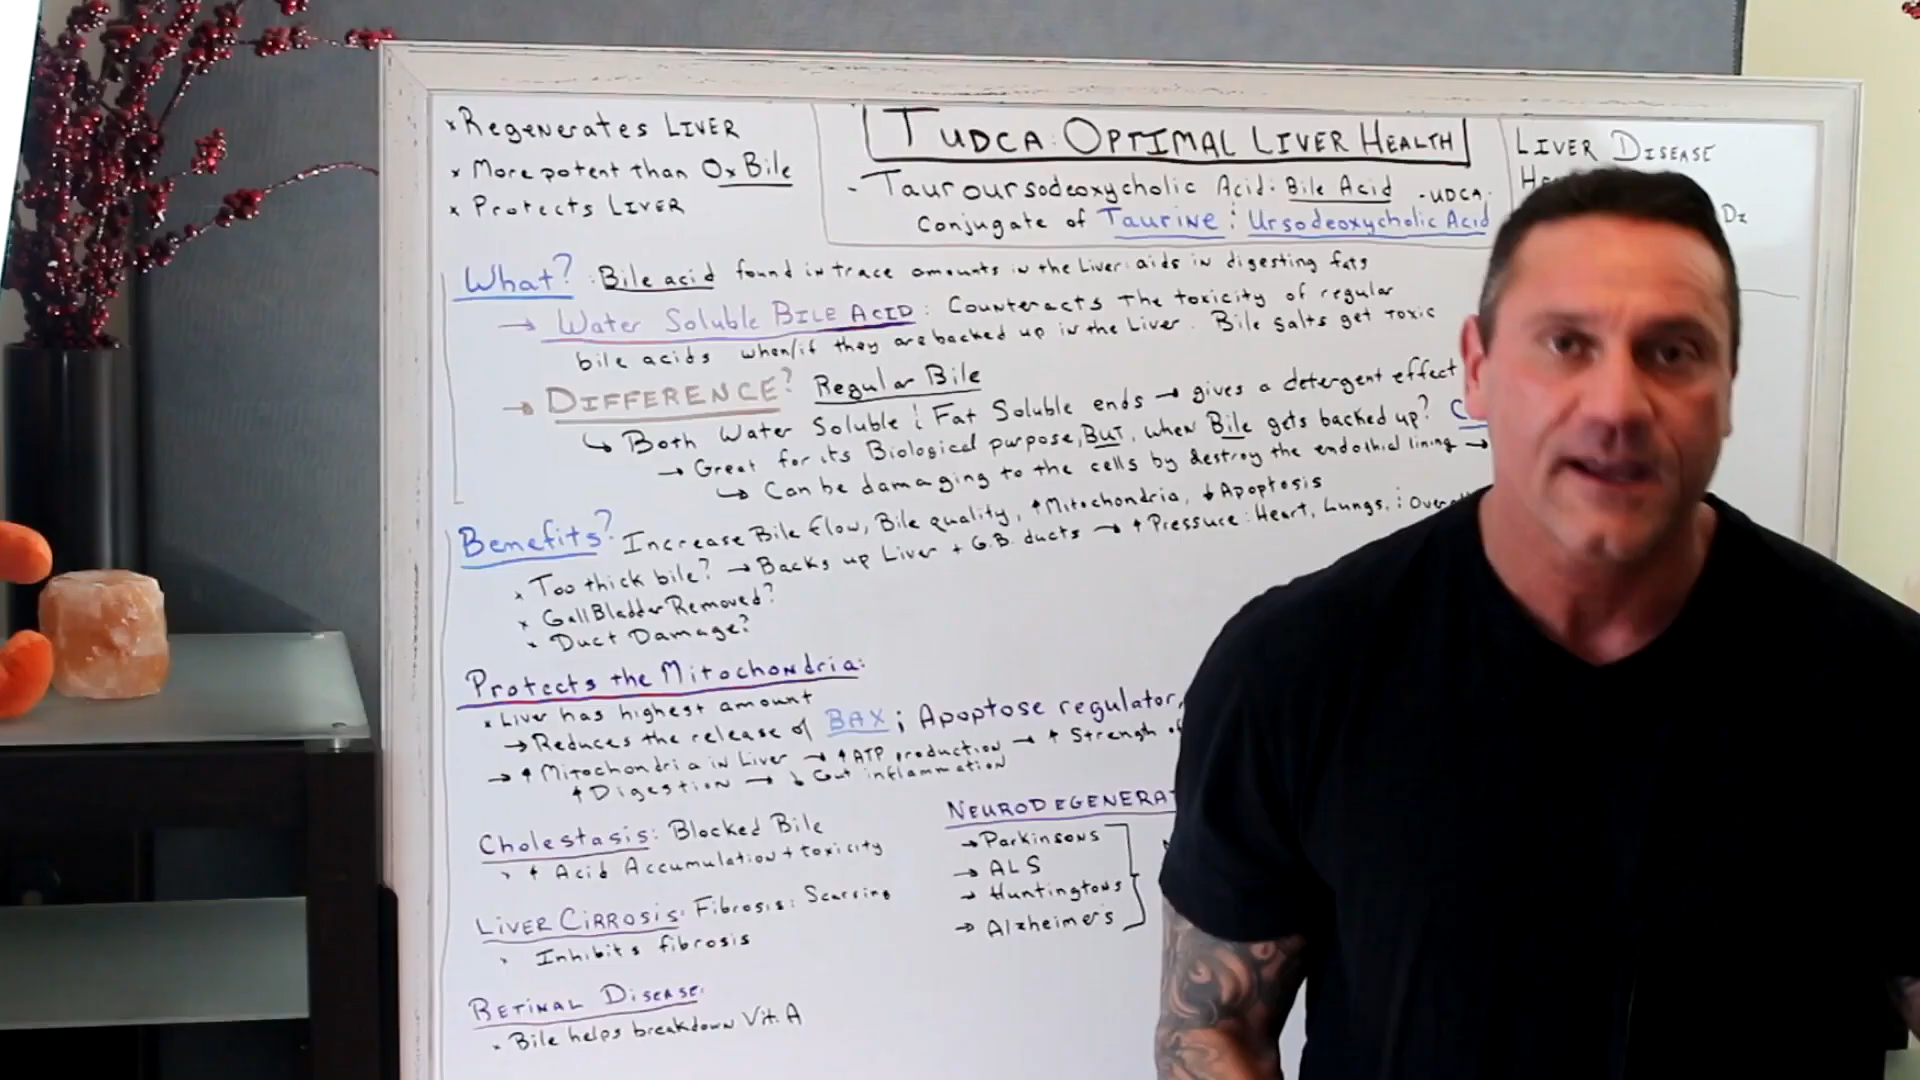 × Regenerates LIVER
× More potent than Ox Bile
× Protects LIVER
TUDCA: OPTIMAL LIVER HEALTH
- Tauroursodeoxycholic Acid: Bile Acid - UDCA:
Conjugate of Taurine : Ursodeoxycholic Acid
LIVER DISEASE
Dz
What? : Bile acid found in trace amounts in the Liver: aids in digesting fats
→ Water Soluble BILE ACID : Counteracts the toxicity of regular
bile acids when/if they are backed up in the Liver. Bile salts get toxic
→ DIFFERENCE? Regular Bile
↳ Both Water Soluble & Fat Soluble ends → gives a detergent effect
→ Great for its Biological purpose, BUT, when Bile gets backed up?
↳ Can be damaging to the cells by destroy the endothial lining →
Benefits? Increase Bile flow, Bile quality, ↑ Mitochondria, ↓ Apoptosis
× Too thick bile? → Backs up Liver + G.B. ducts → ↑ Pressure: Heart, Lungs, &
× GallBladder Removed?
× Duct Damage?
Protects the Mitochondria:
× Liver has highest amount
→ Reduces the release of BAX ; Apoptose regulator,
→ ↑ Mitochondria in Liver → ↑ ATP production → ↑ Strength of
↑ Digestion → ↓ Gut inflammation
Cholestasis: Blocked Bile
↑ Acid Accumulation + toxicity
LIVER CIRROSIS: Fibrosis: Scarring
Inhibits fibrosis
RETINAL DISEASE:
× Bile helps breakdown Vit. A
NEURODEGENERAT
→ Parkinsons
→ ALS
→ Huntingtons
→ Alzheimer's